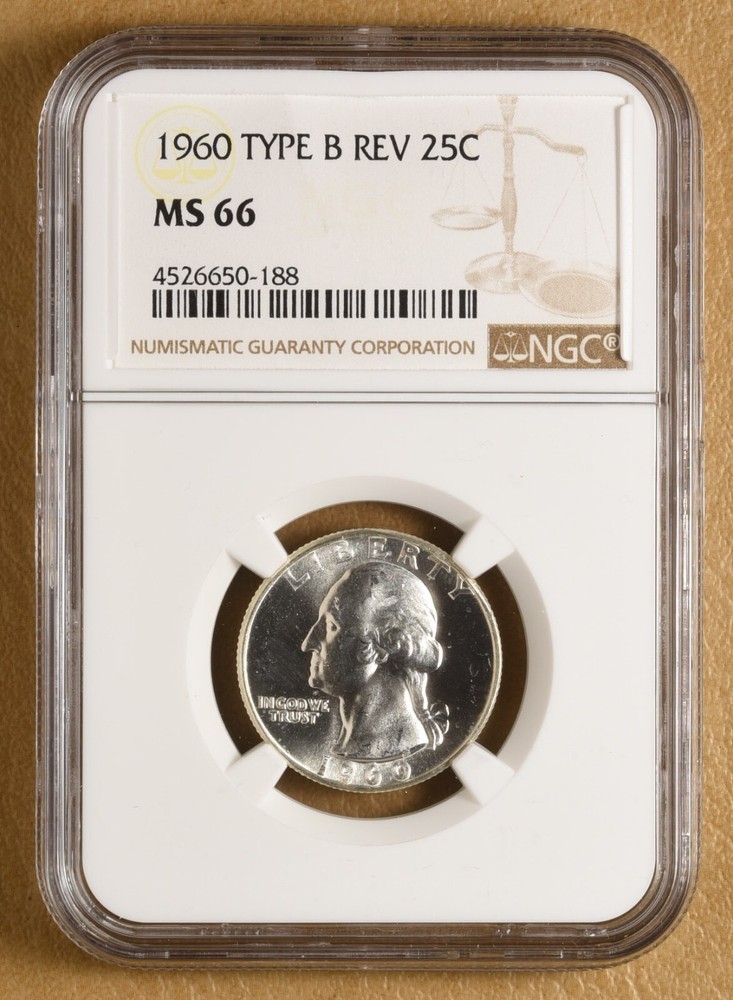 1960 TYPE B REV 25C
MS 66
4526650-188
NUMISMATIC GUARANTY CORPORATION
NGC®
LIBERTY
IN GOD WE
TRUST
1960